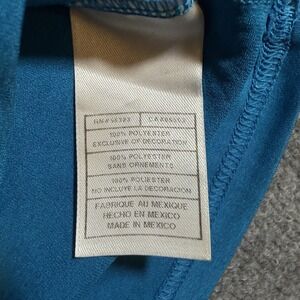 100% POLYESTER
EXCLUSIVE OF DECORATION
100% POLYESTER
SANS ORNEMENTS
100% POLIESTER
NO INCLUYE LA DECORACION
FABRIQUE AU MEXIQUE
HECHO EN MEXICO
MADE IN MEXICO